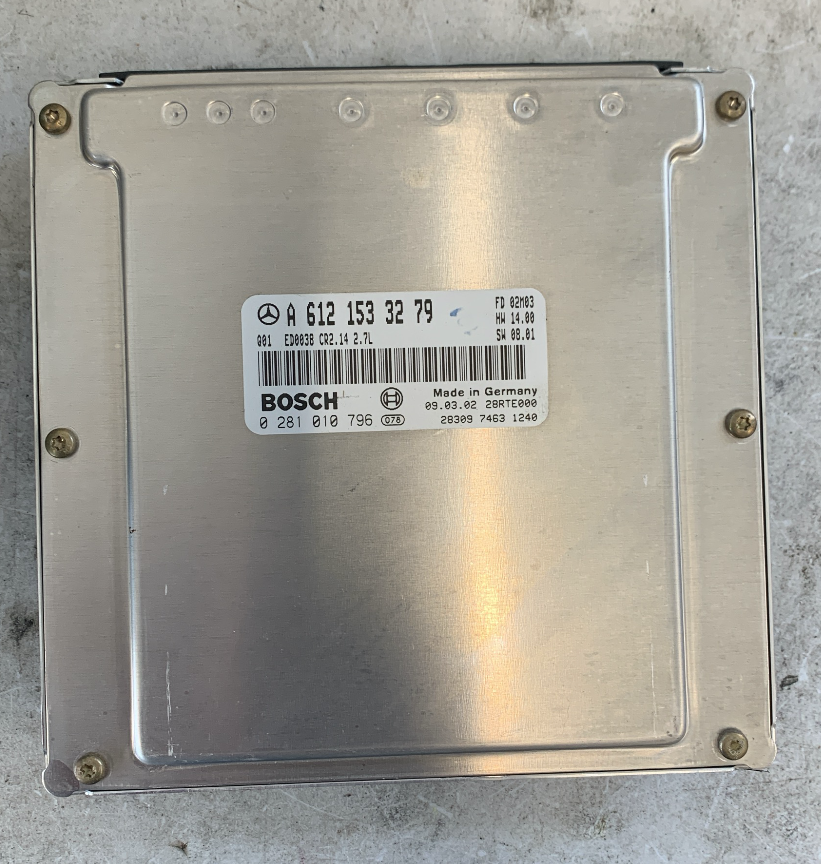 A 612 153 32 79
FD 02M03
HW 14.00
SW 08.01
Q01 ED003B CR2.14 2.7L
BOSCH
Made in Germany
09.03.02 28RTE000
0 281 010 796 078
28309 7463 1240